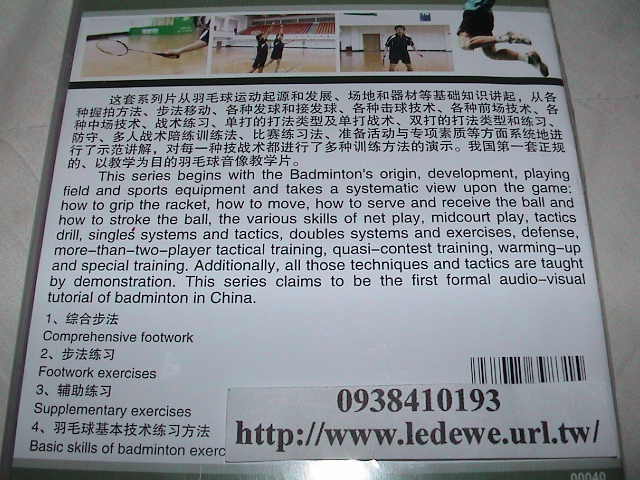 这套系列片从羽毛球运动起源和发展、场地和器材等基础知识讲起，从各
种握拍方法、步法移动、各种发球和接发球、各种击球技术、各种前场技术、各
种中场技术、战术练习、单打的打法类型及单打战术、双打的打法类型和练习、
防守、多人战术陪练训练法、比赛练习法、准备活动与专项素质等方面系统地进
行了示范讲解，对每一种技战术都进行了多种训练方法的演示。我国第一套正规
的、以教学为目的羽毛球音像教学片。
This series begins with the Badminton's origin, development, playing
field and sports equipment and takes a systematic view upon the game:
how to grip the racket, how to move, how to serve and receive the ball and
how to stroke the ball, the various skills of net play, midcourt play, tactics
drill, singles systems and tactics, doubles systems and exercises, defense,
more-than-two-player tactical training, quasi-contest training, warming-up
and special training. Additionally, all those techniques and tactics are taught
by demonstration. This series claims to be the first formal audio-visual
tutorial of badminton in China.
1、综合步法
Comprehensive footwork
2、步法练习
Footwork exercises
3、辅助练习
Supplementary exercises
4、羽毛球基本技术练习方法
Basic skills of badminton exerc
0938410193
http://www.ledewe.url.tw/